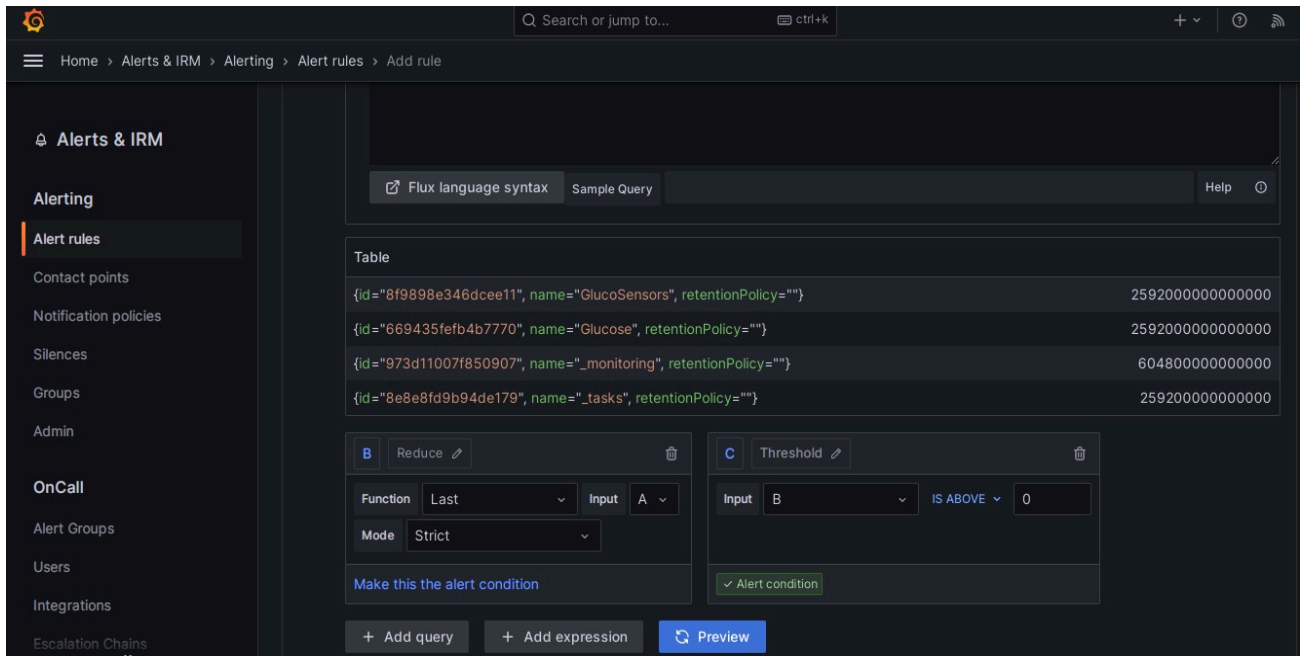 Search or jump to... ctrl+k
Home › Alerts & IRM › Alerting › Alert rules › Add rule
Alerts & IRM
Alerting
Alert rules
Contact points
Notification policies
Silences
Groups
Admin
OnCall
Alert Groups
Users
Integrations
Escalation Chains
Flux language syntax Sample Query Help
Table
{id="8f9898e346dcee11", name="GlucoSensors", retentionPolicy=""} 2592000000000000
{id="669435fefb4b7770", name="Glucose", retentionPolicy=""} 2592000000000000
{id="973d11007f850907", name="_monitoring", retentionPolicy=""} 604800000000000
{id="8e8e8fd9b94de179", name="_tasks", retentionPolicy=""} 259200000000000
B Reduce
Function Last Input A
Mode Strict
Make this the alert condition
C Threshold
Input B IS ABOVE 0
Alert condition
+ Add query + Add expression Preview